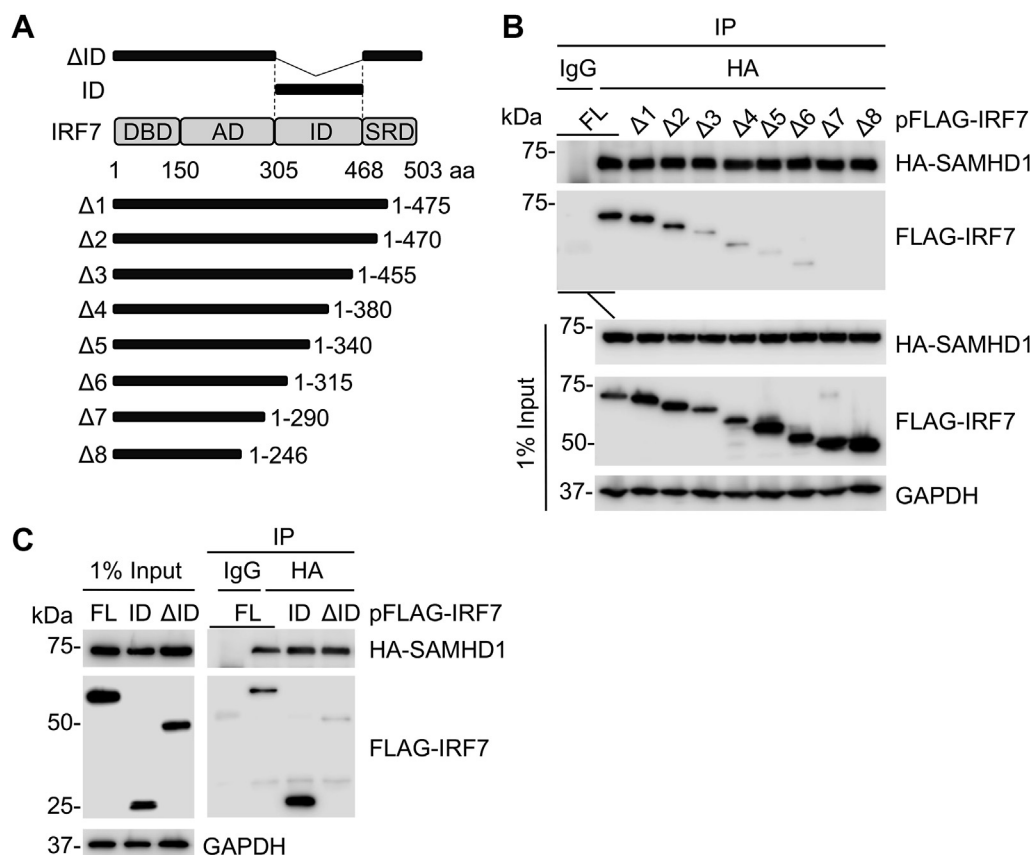 A
ΔID
ID
IRF7 DBD AD ID SRD
1 150 305 468 503 aa
Δ1 1-475
Δ2 1-470
Δ3 1-455
Δ4 1-380
Δ5 1-340
Δ6 1-315
Δ7 1-290
Δ8 1-246
B
IP
IgG HA
kDa FL Δ1 Δ2 Δ3 Δ4 Δ5 Δ6 Δ7 Δ8 pFLAG-IRF7
75- HA-SAMHD1
75- FLAG-IRF7
1% Input
75- HA-SAMHD1
75-
50- FLAG-IRF7
37- GAPDH
C
IP
1% Input IgG HA
kDa FL ID ΔID FL ID ΔID pFLAG-IRF7
75- HA-SAMHD1
50-
FLAG-IRF7
25-
37- GAPDH